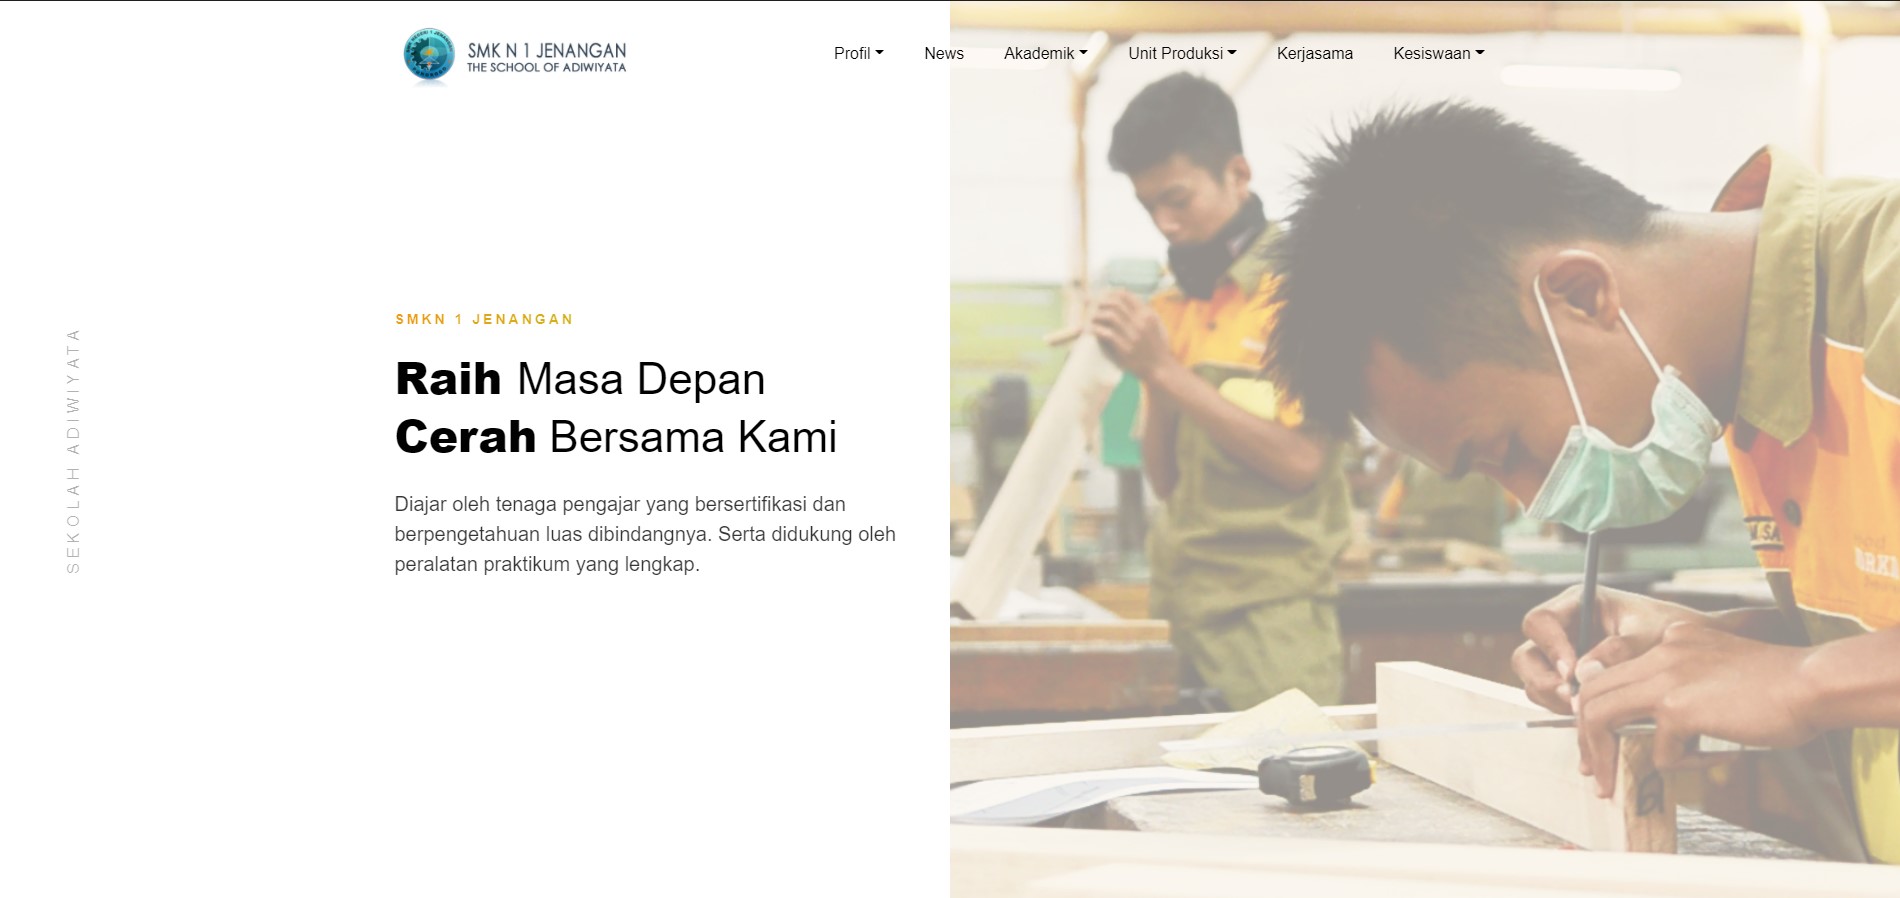 SMK N 1 JENANGAN
THE SCHOOL OF ADIWIYATA
Profil
News
Akademik
Unit Produksi
Kerjasama
Kesiswaan
SEKOLAH ADIWIYATA
SMKN 1 JENANGAN
Raih Masa Depan
Cerah Bersama Kami
Diajar oleh tenaga pengajar yang bersertifikasi dan
berpengetahuan luas dibindangnya. Serta didukung oleh
peralatan praktikum yang lengkap.